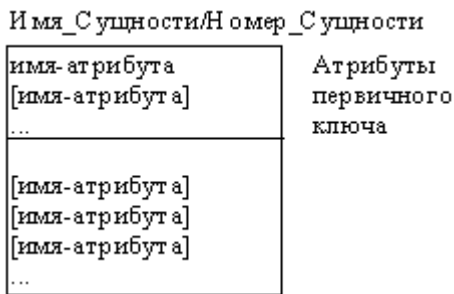 Имя_Сущности/Номер_Сущности
имя-атрибута
[имя-атрибута]
...
Атрибуты
первичного
ключа
[имя-атрибута]
[имя-атрибута]
[имя-атрибута]
...